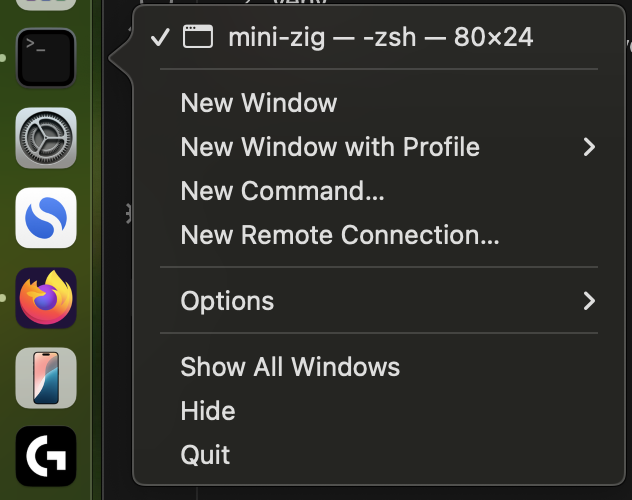 mini-zig — -zsh — 80×24
New Window
New Window with Profile
New Command...
New Remote Connection...
Options
Show All Windows
Hide
Quit